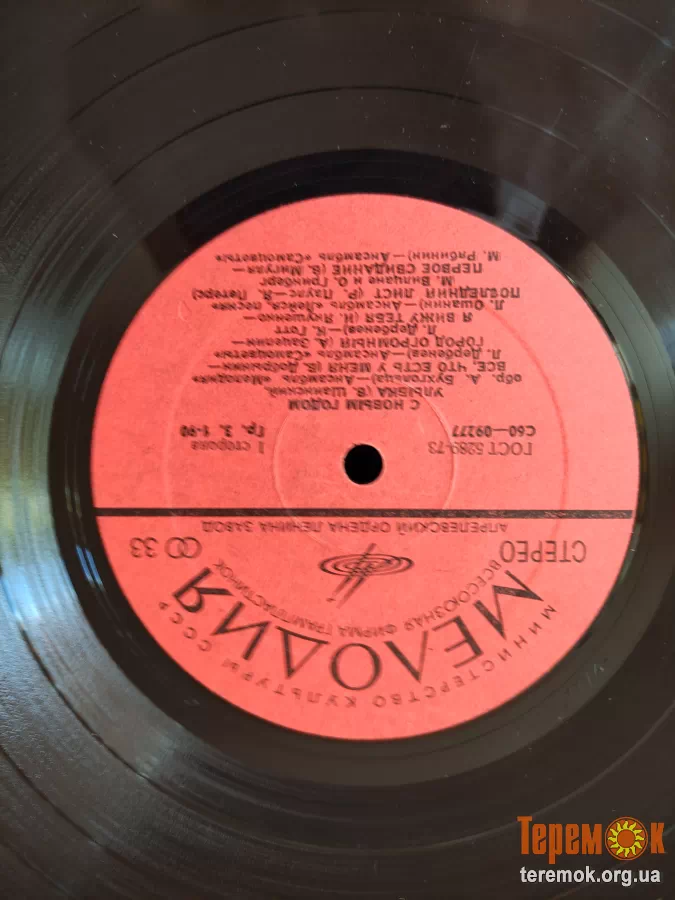 МИНИСТЕРСТВО КУЛЬТУРЫ СССР
МЕЛОДИЯ
ВСЕСОЮЗНАЯ ФИРМА ГРАМПЛАСТИНОК
СТЕРЕО 33
АПРЕЛЕВСКИЙ ОРДЕНА ЛЕНИНА ЗАВОД
ГОСТ 5289-73 1 сторона
С60—09277 Гр. 3. 1-90
С НОВЫМ ГОДОМ
УЛЫБКА (В. Шаинский,
обр. А. Бухгольца)—Ансамбль «Мелодия»
ВСЕ, ЧТО ЕСТЬ У МЕНЯ (В. Добрынин—
Л. Дербенев)—Ансамбль «Самоцветы»
ГОРОД ОГРОМНЫЙ (А. Зацепин—
Л. Дербенев)—К. Готт
Я ВИЖУ ТЕБЯ (И. Якушенко—
Л. Ошанин)—Ансамбль «Лейся, песня»
ПОСЛЕДНИЙ ЛИСТ (Р. Паулс—Я. Петерс)
М. Вилцане и О. Гринберг
ПЕРВОЕ СВИДАНИЕ (В. Мигуля—
М. Рябинин)—Ансамбль «Самоцветы»
Теремок
teremok.org.ua